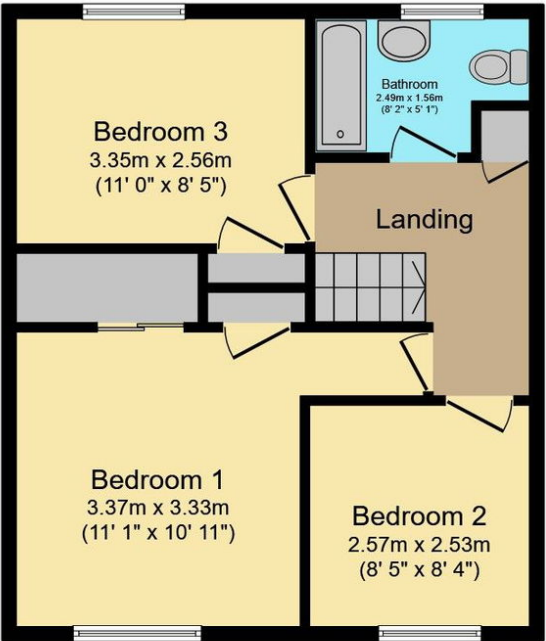 Bathroom
2.49m x 1.56m
(8' 2" x 5' 1")
Bedroom 3
3.35m x 2.56m
(11' 0" x 8' 5")
Landing
Bedroom 1
3.37m x 3.33m
(11' 1" x 10' 11")
Bedroom 2
2.57m x 2.53m
(8' 5" x 8' 4")